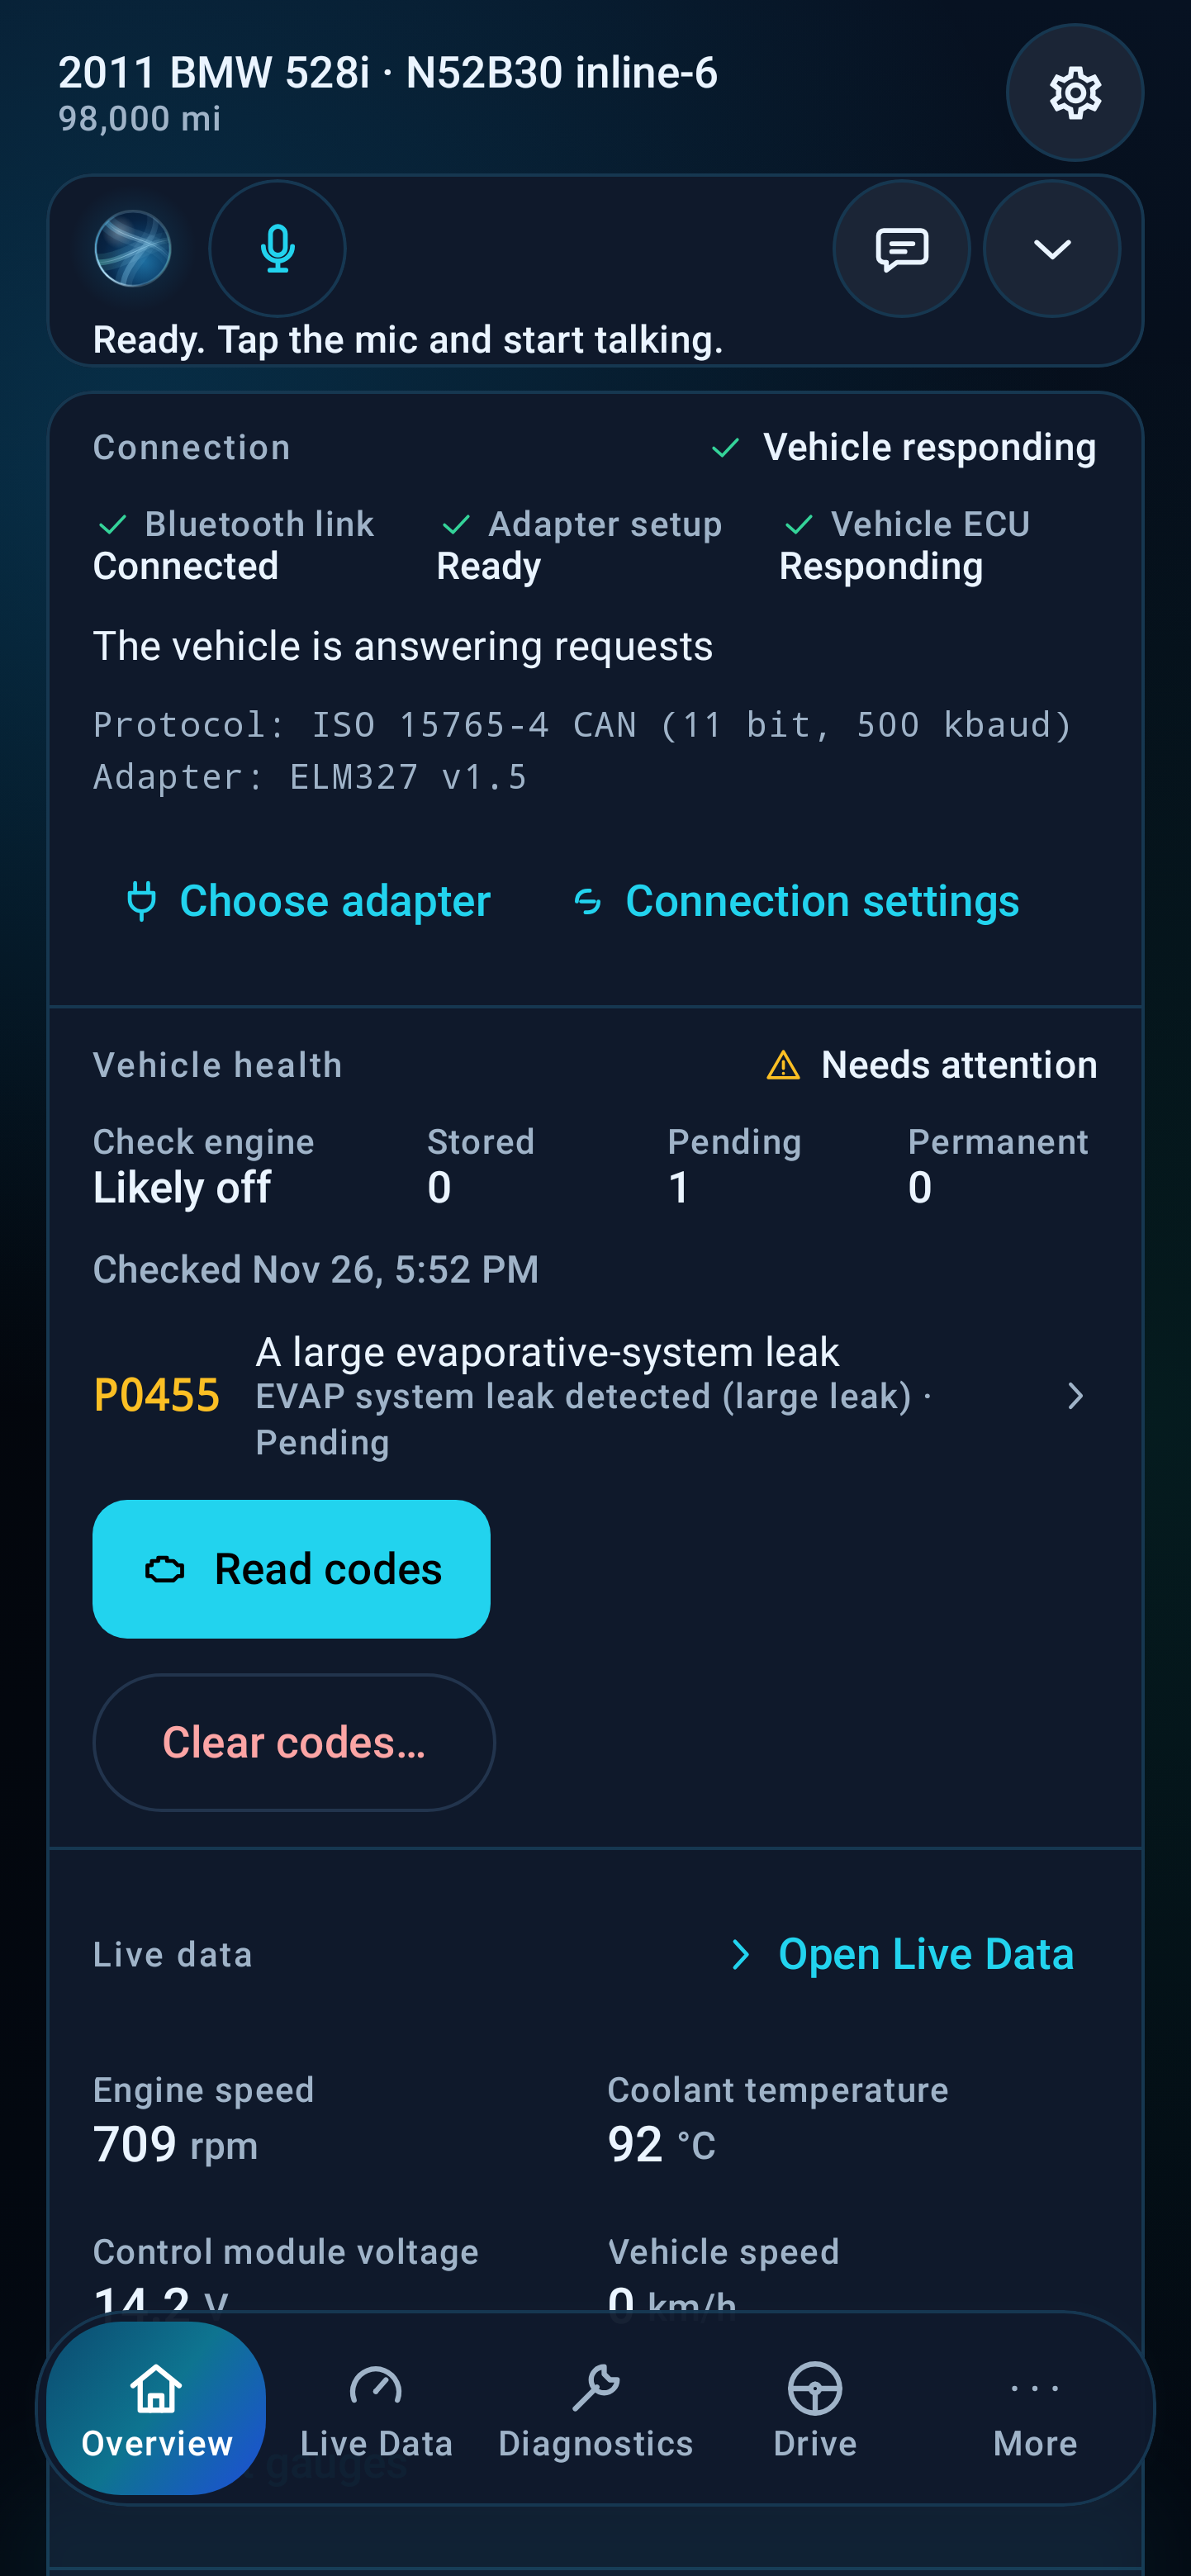 2011 BMW 528i · N52B30 inline-6
98,000 mi
Ready. Tap the mic and start talking.
Connection
Vehicle responding
Bluetooth link
Connected
Adapter setup
Ready
Vehicle ECU
Responding
The vehicle is answering requests
Protocol: ISO 15765-4 CAN (11 bit, 500 kbaud)
Adapter: ELM327 v1.5
Choose adapter
Connection settings
Vehicle health
Needs attention
Check engine
Likely off
Stored
0
Pending
1
Permanent
0
Checked Nov 26, 5:52 PM
P0455
A large evaporative-system leak
EVAP system leak detected (large leak) ·
Pending
Read codes
Clear codes…
Live data
Open Live Data
Engine speed
709 rpm
Coolant temperature
92 °C
Control module voltage
14.2 V
Vehicle speed
0 km/h
gauges
Overview
Live Data
Diagnostics
Drive
More